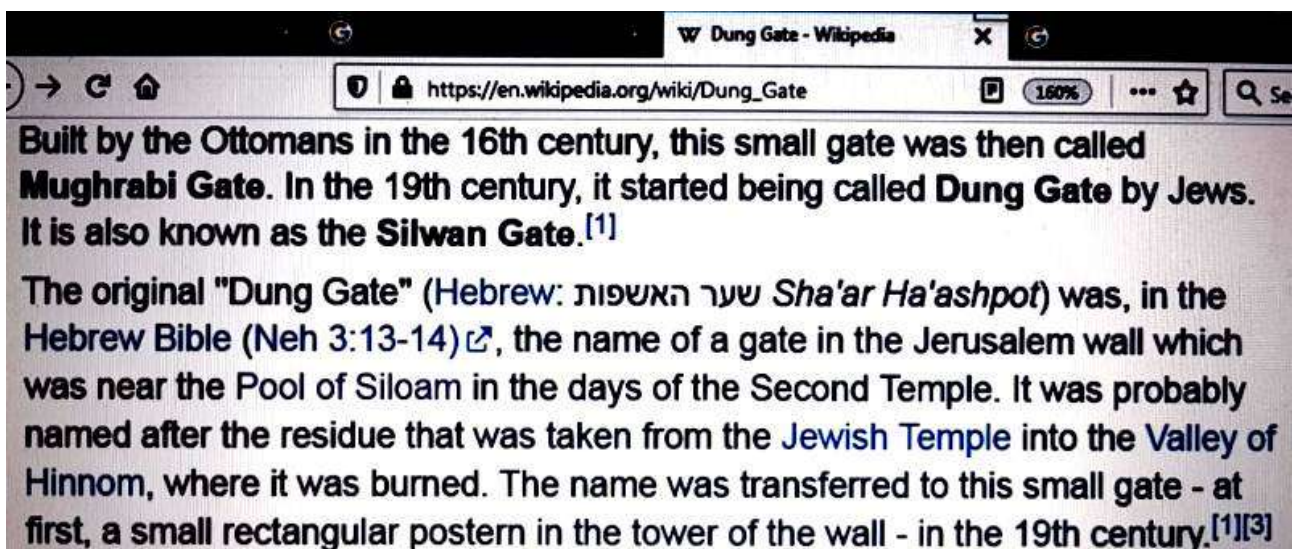 Dung Gate - Wikipedia
https://en.wikipedia.org/wiki/Dung_Gate 160% Se
Built by the Ottomans in the 16th century, this small gate was then called
Mughrabi Gate. In the 19th century, it started being called Dung Gate by Jews.
It is also known as the Silwan Gate.[1]
The original "Dung Gate" (Hebrew: שער האשפות Sha'ar Ha'ashpot) was, in the
Hebrew Bible (Neh 3:13-14), the name of a gate in the Jerusalem wall which
was near the Pool of Siloam in the days of the Second Temple. It was probably
named after the residue that was taken from the Jewish Temple into the Valley of
Hinnom, where it was burned. The name was transferred to this small gate - at
first, a small rectangular postern in the tower of the wall - in the 19th century.[1][3]